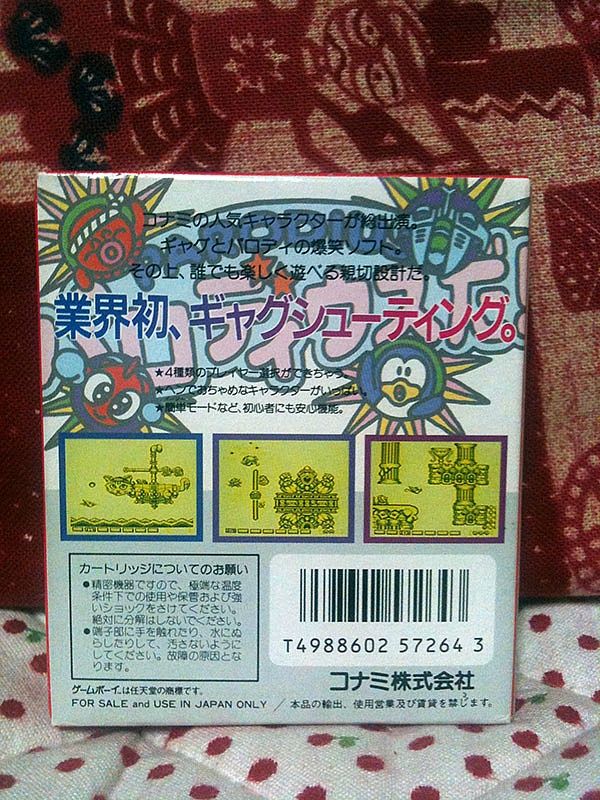 コナミの人気キャラクターが総出演。
ギャグとパロディの爆笑ソフト。
その上、誰でも楽しく遊べる親切設計だ。
パロディウスだ!
業界初、ギャグシューティング。
★4種類のプレイヤー選択ができちゃう。
★ヘンでおちゃめなキャラクターがいっぱい。
★簡単モードなど、初心者にも安心機能。
カートリッジについてのお願い
●精密機器ですので、極端な温度
条件下での使用や保管および強
いショックをさけてください。
絶対に分解はしないでください。
●端子部に手を触れたり、水にぬ
らしたりして、汚さないように
してください。故障の原因とな
ります。
T4988602 57264 3
コナミ株式会社
ゲームボーイ®は任天堂の商標です。
FOR SALE and USE IN JAPAN ONLY ／ 本品の輸出、使用営業及び賃貸を禁じます。